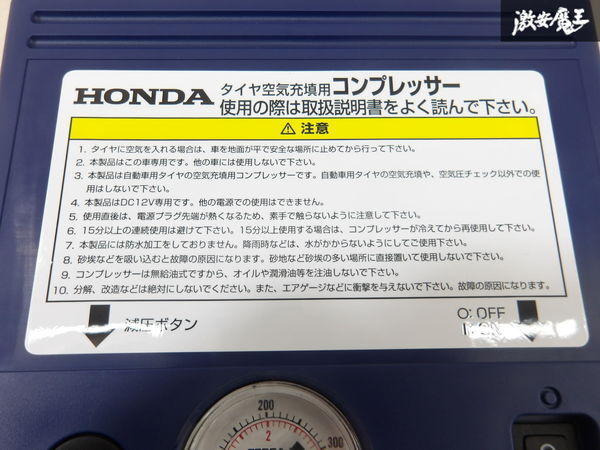 激安魔王
HONDA タイヤ空気充填用コンプレッサー
使用の際は取扱説明書をよく読んで下さい。
⚠ 注意
1. タイヤに空気を入れる場合は、車を地面が平で安全な場所に止めてから行って下さい。
2. 本製品はこの車専用です。他の車には使用しないで下さい。
3. 本製品は自動車用タイヤの空気充填用コンプレッサーです。自動車用タイヤの空気充填や、空気圧チェック以外での使
用はしないで下さい。
4. 本製品はDC12V専用です。他の電源での使用はできません。
5. 使用直後は、電源プラグ先端が熱くなるため、素手で触らないように注意して下さい。
6. 15分以上の連続使用は避けて下さい。15分以上使用する場合は、コンプレッサーが冷えてから再使用して下さい。
7. 本製品には防水加工をしておりません。降雨時などは、水がかからないようにしてご使用下さい。
8. 砂埃などを吸い込むと故障の原因になります。砂地など砂埃の多い場所に直接置いて使用しないで下さい。
9. コンプレッサーは無給油式ですから、オイルや潤滑油等を注油しないで下さい。
10. 分解、改造などは絶対にしないでください。また、エアゲージなどに衝撃を与えないで下さい。故障の原因になります。
減圧ボタン
O: OFF
I: ON
200
300
2